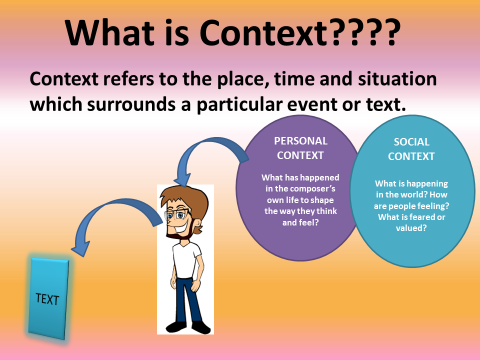 What is Context????
Context refers to the place, time and situation
which surrounds a particular event or text.
PERSONAL
CONTEXT
What has happened
in the composer's
own life to shape
the way they think
and feel?
SOCIAL
CONTEXT
What is happening
in the world? How
are people feeling?
What is feared or
valued?
TEXT